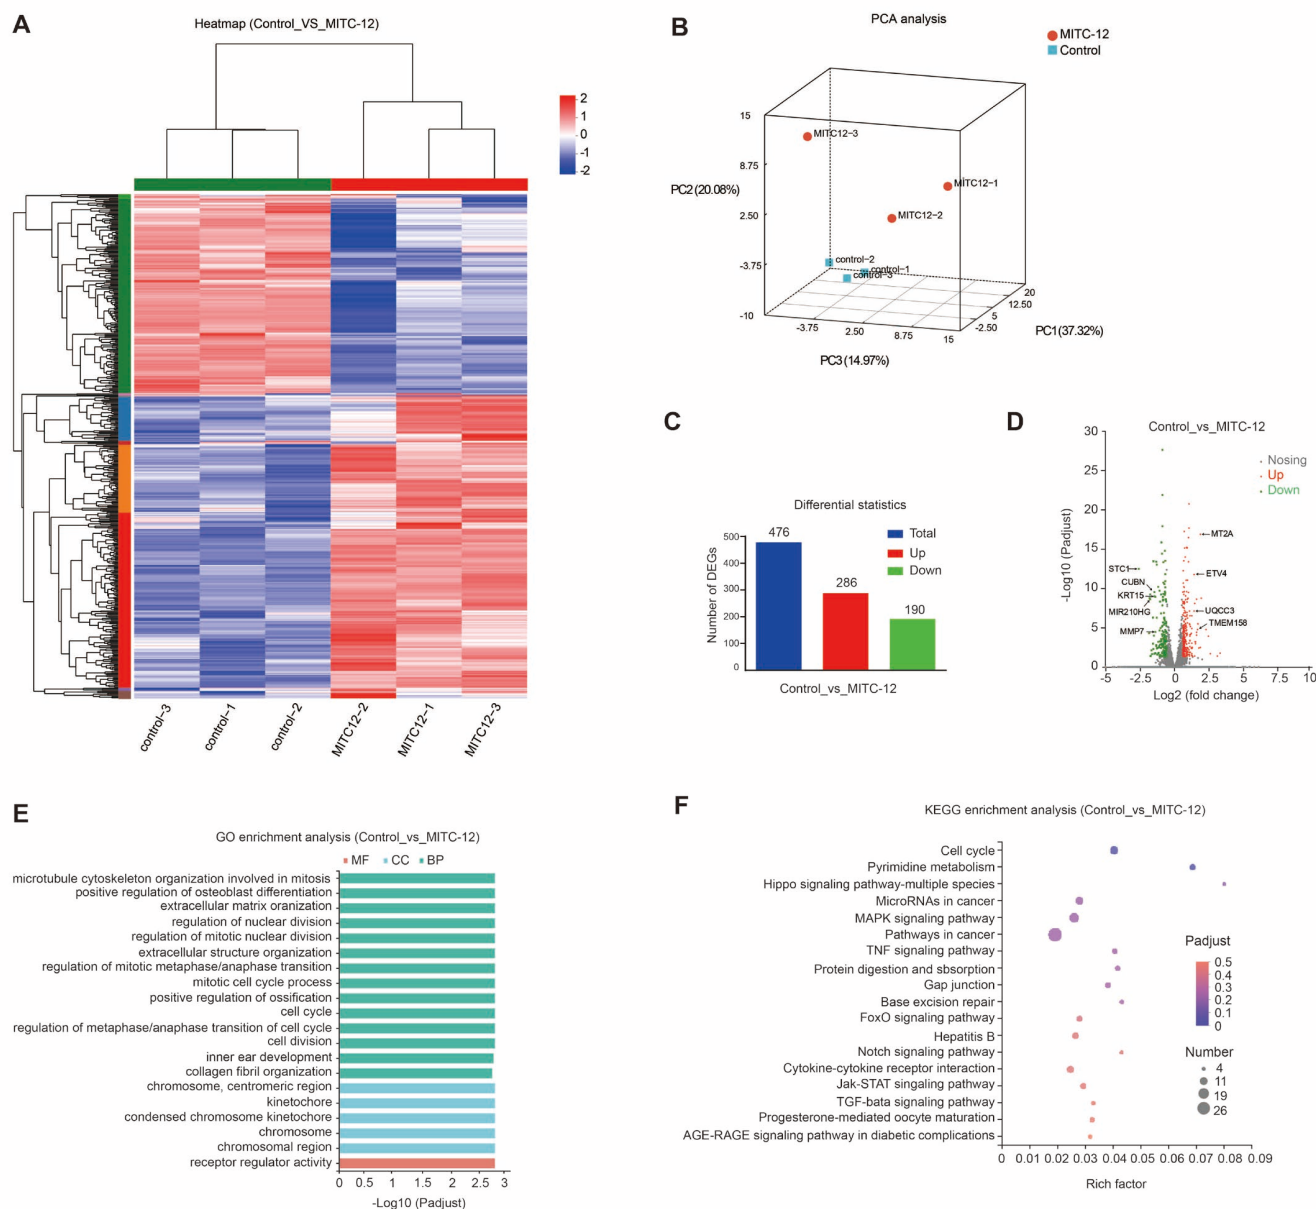 A
Heatmap (Control_VS_MITC-12)
2
1
0
-1
-2
control-3
control-1
control-2
MITC12-2
MITC12-1
MITC12-3
B
PCA analysis
MITC-12
Control
15
8.75
2.50
-3.75
-10
PC2 (20.08%)
MITC12-3
MITC12-1
MITC12-2
control-2
control-1
control-3
-3.75
2.50
8.75
15
PC3 (14.97%)
20
12.50
5
-2.50
PC1(37.32%)
C
Differential statistics
Number of DEGs
500
400
300
200
100
0
476
286
190
Total
Up
Down
Control_vs_MITC-12
D
Control_vs_MITC-12
-Log10 (Padjust)
30
25
20
15
10
5
0
Nosing
Up
Down
MT2A
STC1
ETV4
CUBN
KRT15
MIR210HG
UQCC3
TMEM158
MMP7
-5
-2.5
0
2.5
5
7.5
10
Log2 (fold change)
E
GO enrichment analysis (Control_vs_MITC-12)
MF CC BP
microtubule cytoskeleton organization involved in mitosis
positive regulation of osteoblast differentiation
extracellular matrix oranization
regulation of nuclear division
regulation of mitotic nuclear division
extracellular structure organization
regulation of mitotic metaphase/anaphase transition
mitotic cell cycle process
positive regulation of ossification
cell cycle
regulation of metaphase/anaphase transition of cell cycle
cell division
inner ear development
collagen fibril organization
chromosome, centromeric region
kinetochore
condensed chromosome kinetochore
chromosome
chromosomal region
receptor regulator activity
0 0.5 1 1.5 2 2.5 3
-Log10 (Padjust)
F
KEGG enrichment analysis (Control_vs_MITC-12)
Cell cycle
Pyrimidine metabolism
Hippo signaling pathway-multiple species
MicroRNAs in cancer
MAPK signaling pathway
Pathways in cancer
TNF signaling pathway
Protein digestion and sbsorption
Gap junction
Base excision repair
FoxO signaling pathway
Hepatitis B
Notch signaling pathway
Cytokine-cytokine receptor interaction
Jak-STAT singaling pathway
TGF-bata signaling pathway
Progesterone-mediated oocyte maturation
AGE-RAGE signaling pathway in diabetic complications
0 0.01 0.02 0.03 0.04 0.05 0.06 0.07 0.08 0.09
Rich factor
Padjust
0.5
0.4
0.3
0.2
0.1
0
Number
4
11
19
26